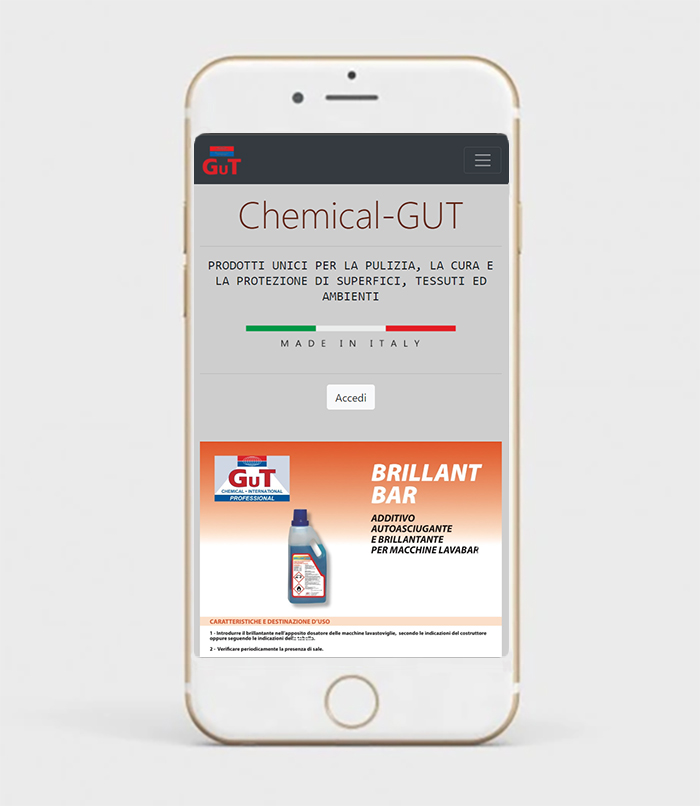 GUT
Chemical-GUT
PRODOTTI UNICI PER LA PULIZIA, LA CURA E
LA PROTEZIONE DI SUPERFICI, TESSUTI ED
AMBIENTI
MADE IN ITALY
Accedi
GUT
CHEMICAL • INTERNATIONAL
PROFESSIONAL
BRILLANT
BAR
ADDITIVO
AUTOASCIUGANTE
E BRILLANTANTE
PER MACCHINE LAVABAR
CARATTERISTICHE E DESTINAZIONE D'USO
1 - Introdurre il brillantante nell'apposito dosatore delle macchine lavastoviglie, secondo le indicazioni del costruttore
oppure seguendo le indicazioni
2 - Verificare periodicamente la presenza di sale.